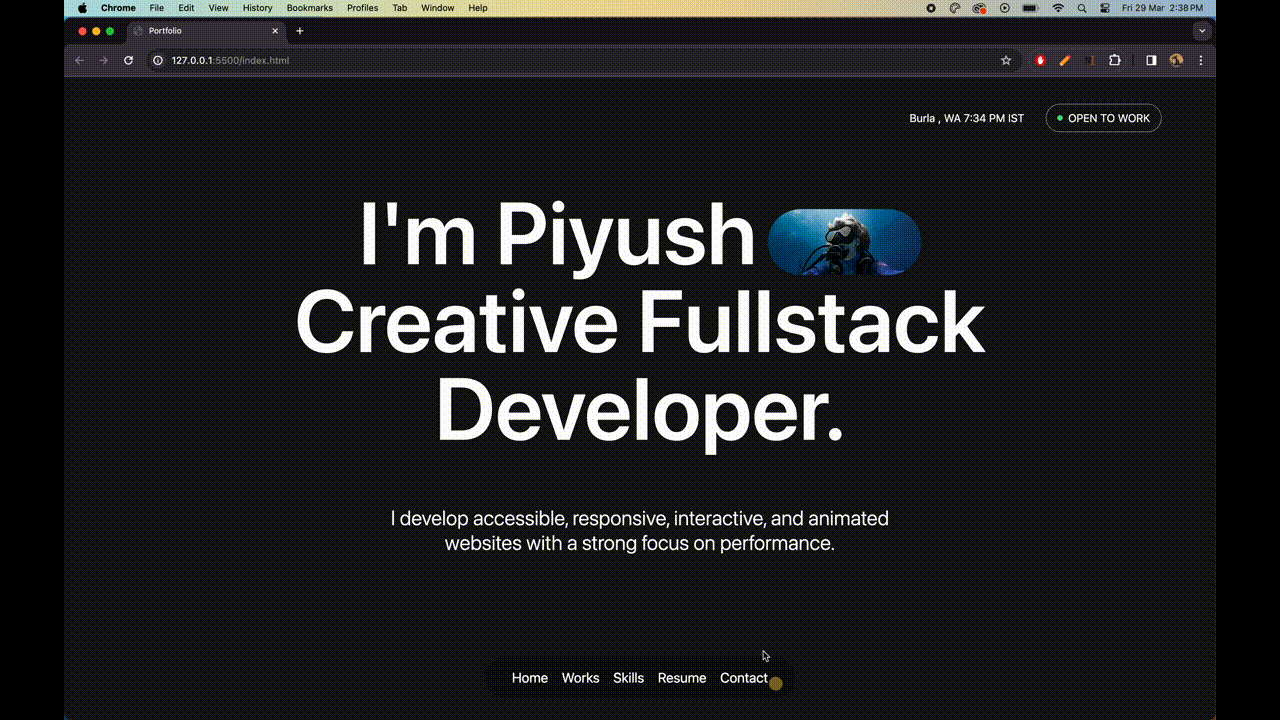 Chrome File Edit View History Bookmarks Profiles Tab Window Help Fri 29 Mar 2:38 PM
Portfolio
127.0.0.1:5500/index.html
Burla , WA 7:34 PM IST OPEN TO WORK
I'm Piyush
Creative Fullstack
Developer.
I develop accessible, responsive, interactive, and animated
websites with a strong focus on performance.
Home Works Skills Resume Contact